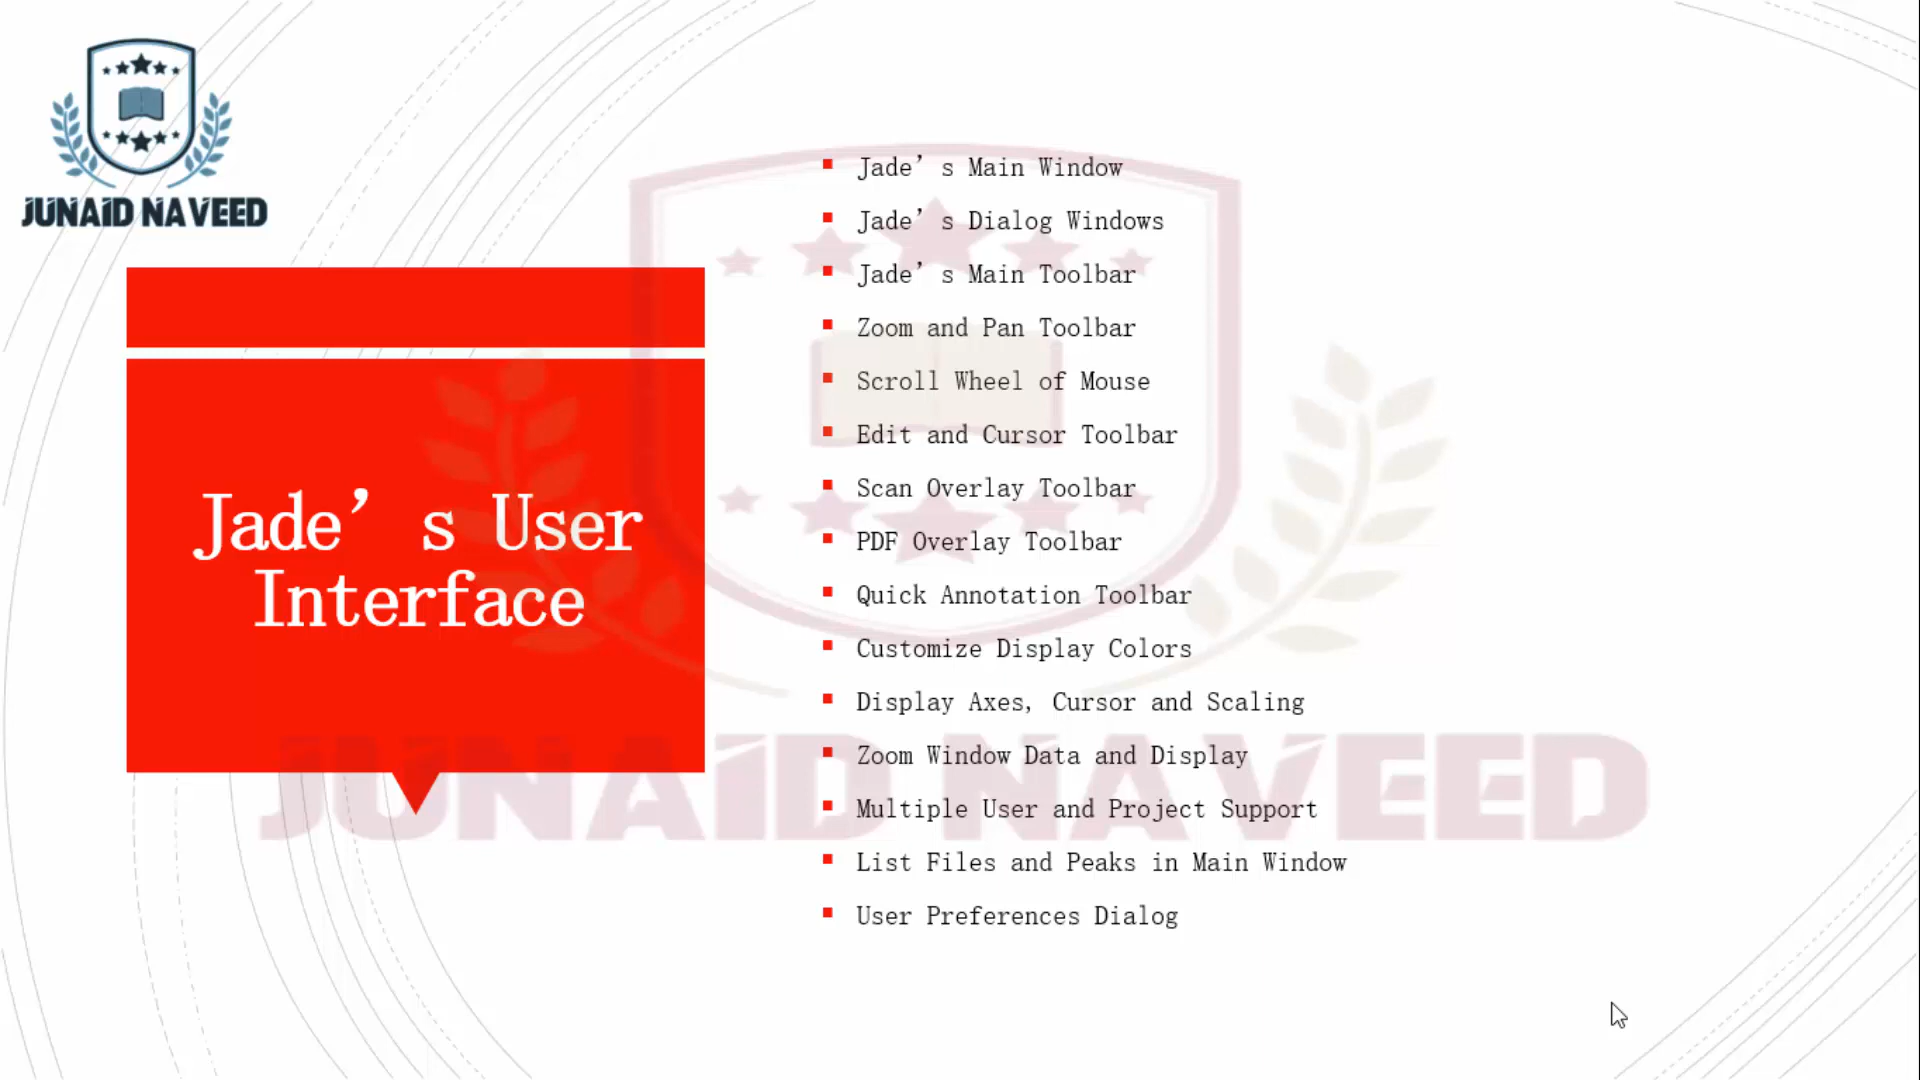 JUNAID NAVEED
Jade’s User
Interface
Jade’s Main Window
Jade’s Dialog Windows
Jade’s Main Toolbar
Zoom and Pan Toolbar
Scroll Wheel of Mouse
Edit and Cursor Toolbar
Scan Overlay Toolbar
PDF Overlay Toolbar
Quick Annotation Toolbar
Customize Display Colors
Display Axes, Cursor and Scaling
Zoom Window Data and Display
Multiple User and Project Support
List Files and Peaks in Main Window
User Preferences Dialog
JUNAID NAVEED